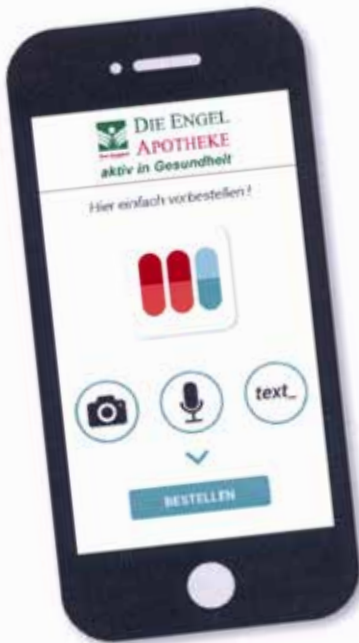 DIE ENGEL
APOTHEKE
aktiv in Gesundheit
Hier einfach vorbestellen!
text_
BESTELLEN